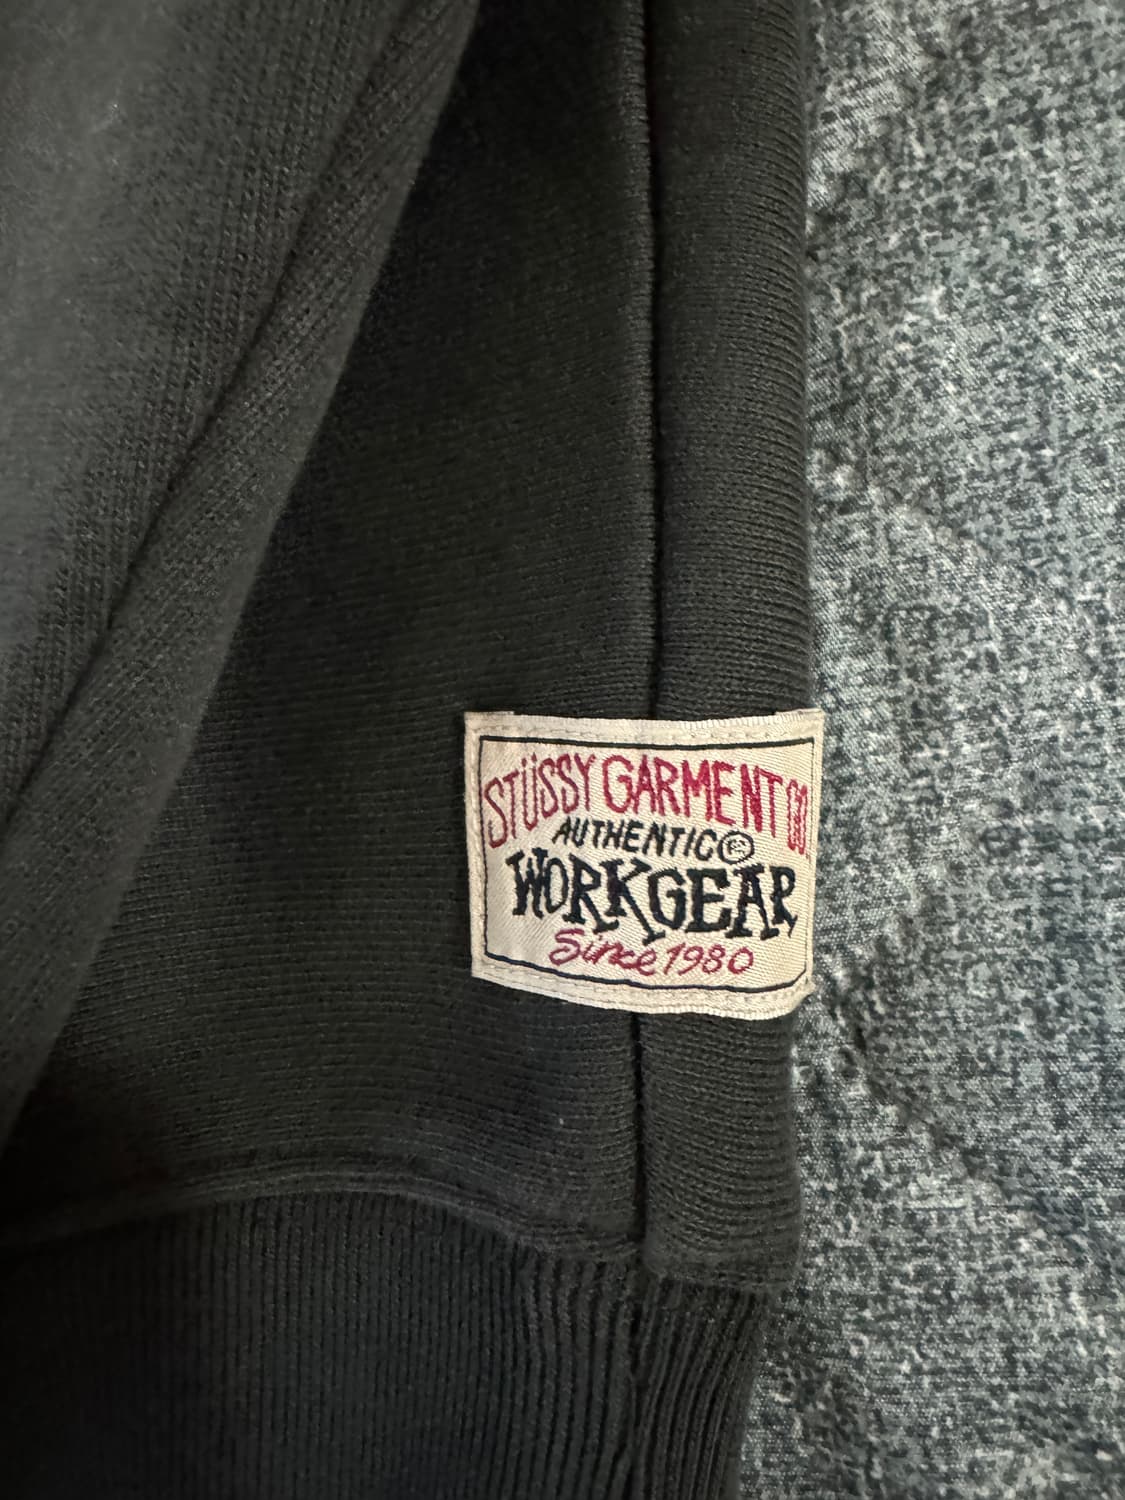 STÜSSY GARMENT CO.
AUTHENTIC©
WORKGEAR
Since 1980